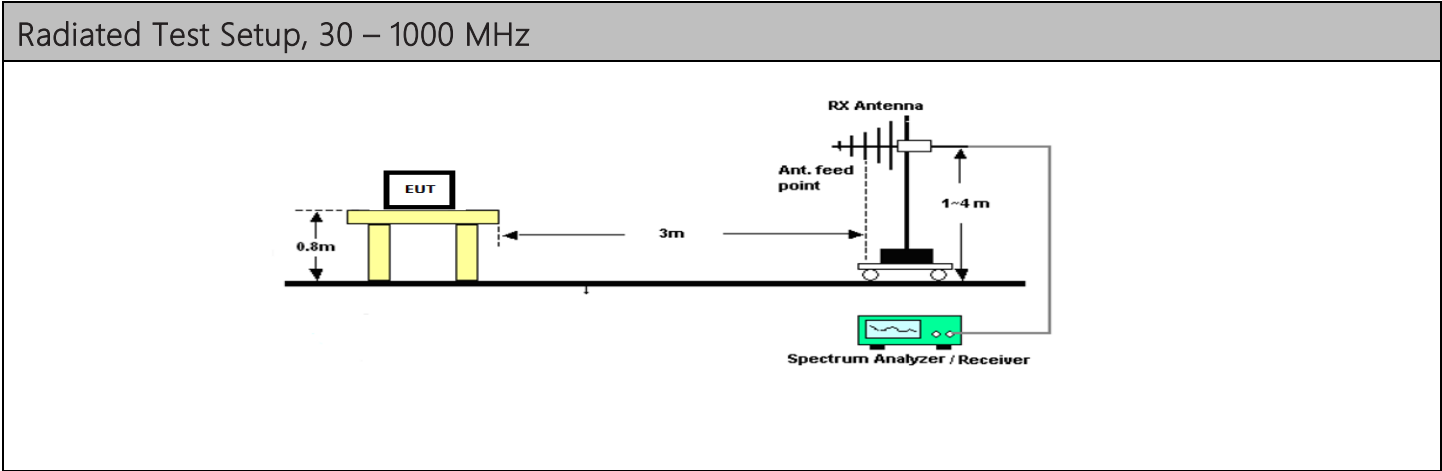 Radiated Test Setup, 30 – 1000 MHz
RX Antenna
Ant. feed
point
EUT
1~4 m
0.8m
3m
Spectrum Analyzer / Receiver